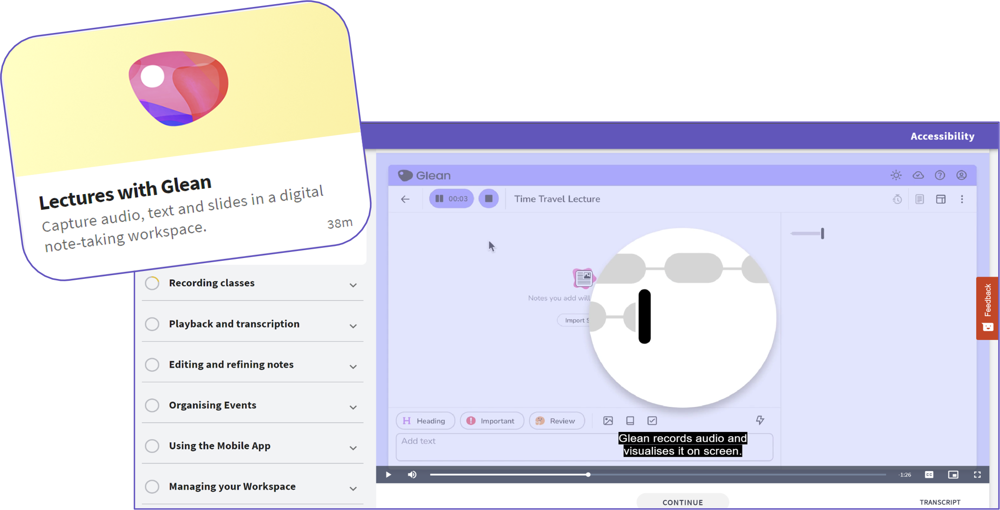 Lectures with Glean
Capture audio, text and slides in a digital
note-taking workspace.
38m
Accessibility
Recording classes
Playback and transcription
Editing and refining notes
Organising Events
Using the Mobile App
Managing your Workspace
Glean
00:03
Time Travel Lecture
Notes you add will
Import S
H Heading
Important
Review
Add text
Glean records audio and
visualises it on screen.
-1:26
CC
CONTINUE
TRANSCRIPT
Feedback